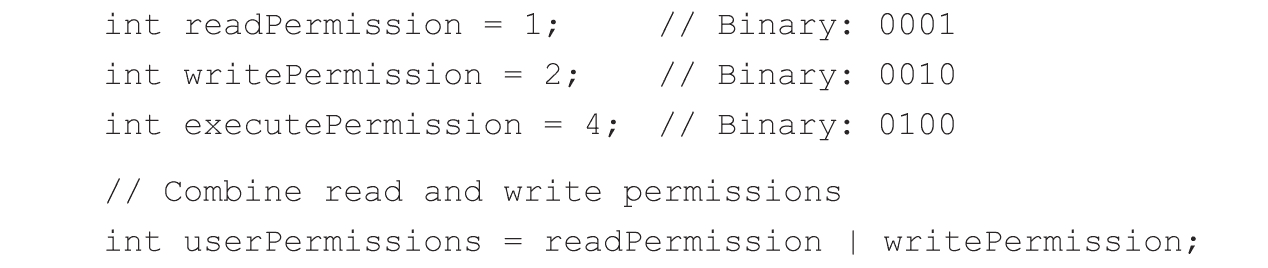 int readPermission = 1;     // Binary: 0001
int writePermission = 2;    // Binary: 0010
int executePermission = 4;  // Binary: 0100
// Combine read and write permissions
int userPermissions = readPermission | writePermission;